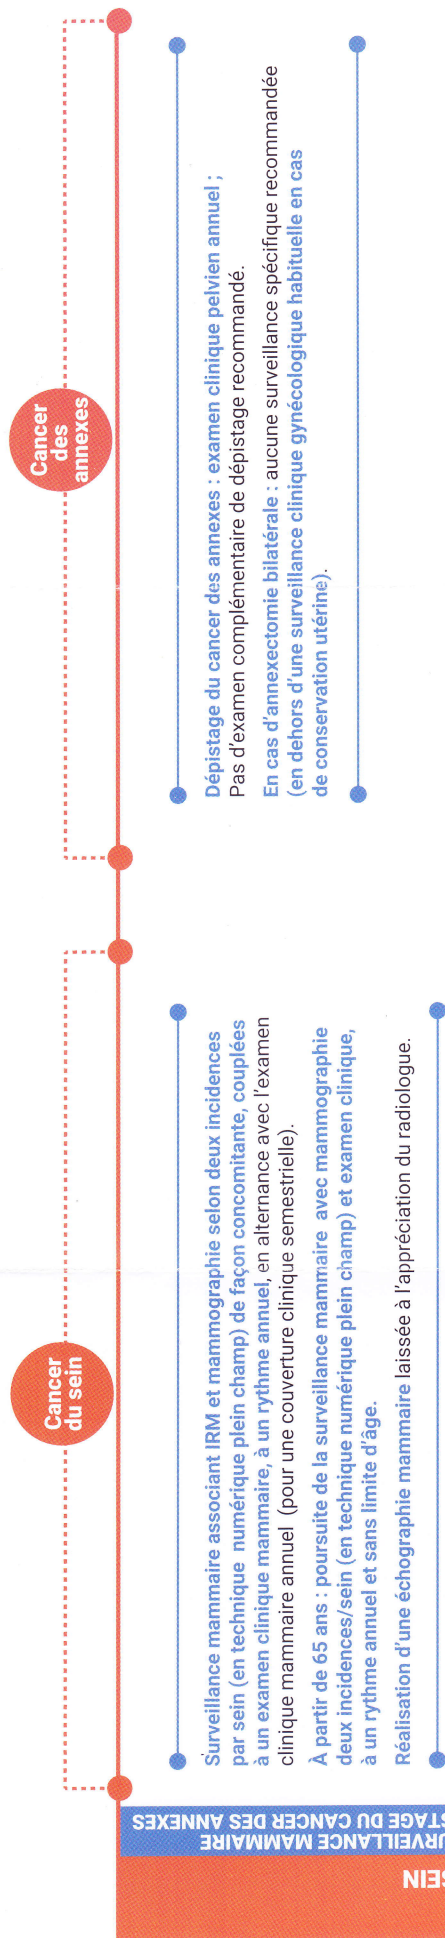 SEIN
SURVEILLANCE MAMMAIRE
DU CANCER DES ANNEXES
Cancer
du sein
Surveillance mammaire associant IRM et mammographie selon deux incidences
par sein (en technique numérique plein champ) de façon concomitante, couplées
à un examen clinique mammaire, à un rythme annuel, en alternance avec l’examen
clinique mammaire annuel (pour une couverture clinique semestrielle).
À partir de 65 ans : poursuite de la surveillance mammaire avec mammographie
deux incidences/sein (en technique numérique plein champ) et examen clinique,
à un rythme annuel et sans limite d’âge.
Réalisation d’une échographie mammaire laissée à l’appréciation du radiologue.
Cancer
des
annexes
Dépistage du cancer des annexes : examen clinique pelvien annuel ;
Pas d’examen complémentaire de dépistage recommandé.
En cas d’annexectomie bilatérale : aucune surveillance spécifique recommandée
(en dehors d’une surveillance clinique gynécologique habituelle en cas
de conservation utérine).